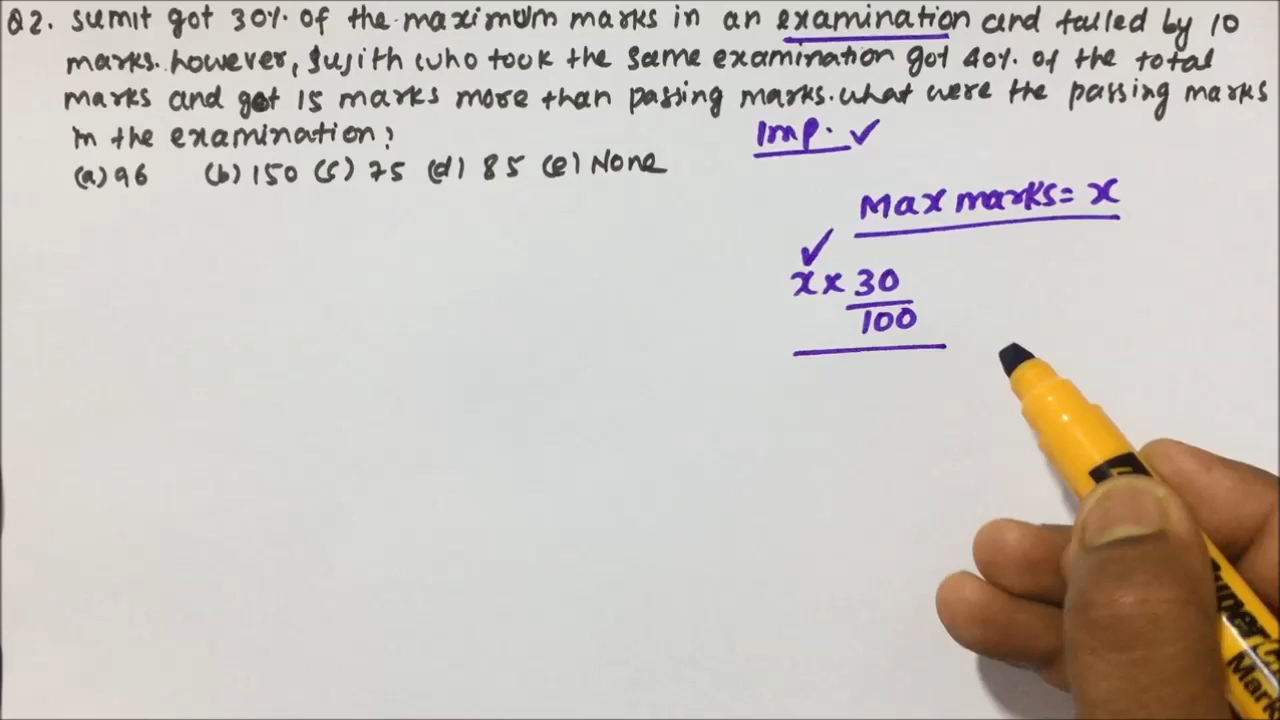 Q2. Sumit got 30%. of the maximum marks in an examination and failed by 10
marks. however, Sujith who took the same examination got 40%. of the total
marks and got 15 marks more than passing marks. what were the passing marks
in the examination?
Imp. ✓
(a) 96 (b) 150 (c) 75 (d) 85 (e) None
Max marks = x
✓
x × 30
100
Mark